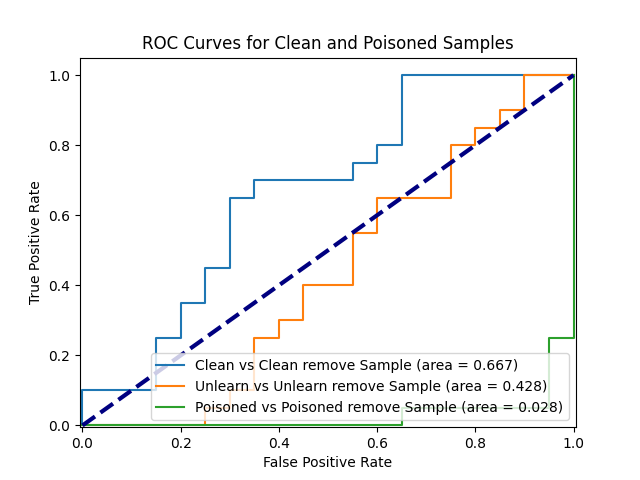 ROC Curves for Clean and Poisoned Samples
1.0
0.8
0.6
0.4
0.2
0.0
True Positive Rate
Clean vs Clean remove Sample (area = 0.667)
Unlearn vs Unlearn remove Sample (area = 0.428)
Poisoned vs Poisoned remove Sample (area = 0.028)
0.0 0.2 0.4 0.6 0.8 1.0
False Positive Rate